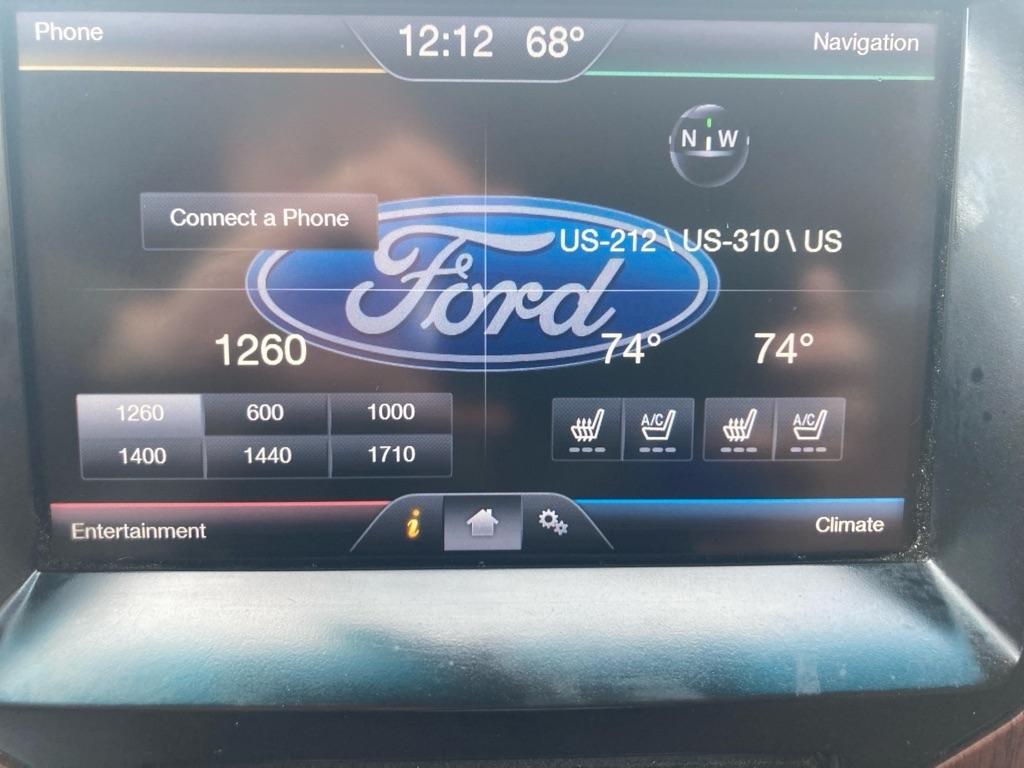 Phone
12:12 68°
Navigation
N W
Connect a Phone
US-212 \ US-310 \ US
Ford
1260
74° 74°
1260 600 1000
1400 1440 1710
A/C A/C
Entertainment
i
Climate